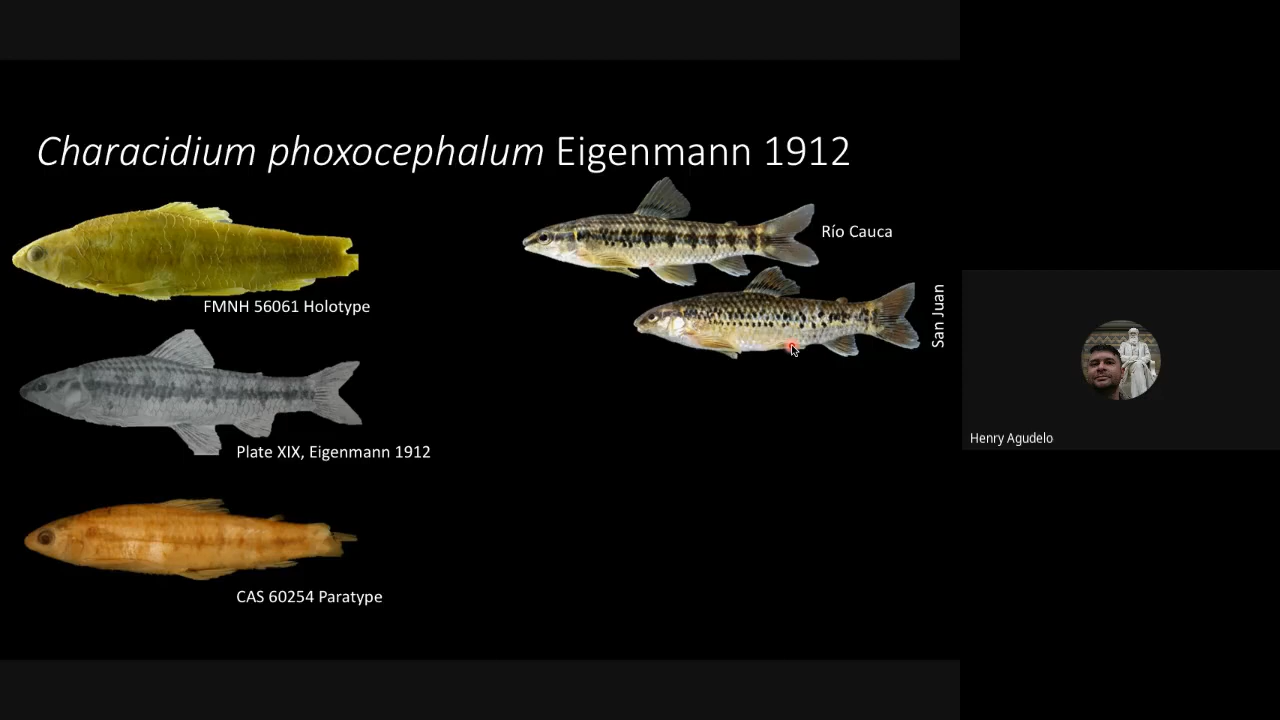 Characidium phoxocephalum Eigenmann 1912
Río Cauca
San Juan
FMNH 56061 Holotype
Plate XIX, Eigenmann 1912
CAS 60254 Paratype
Henry Agudelo